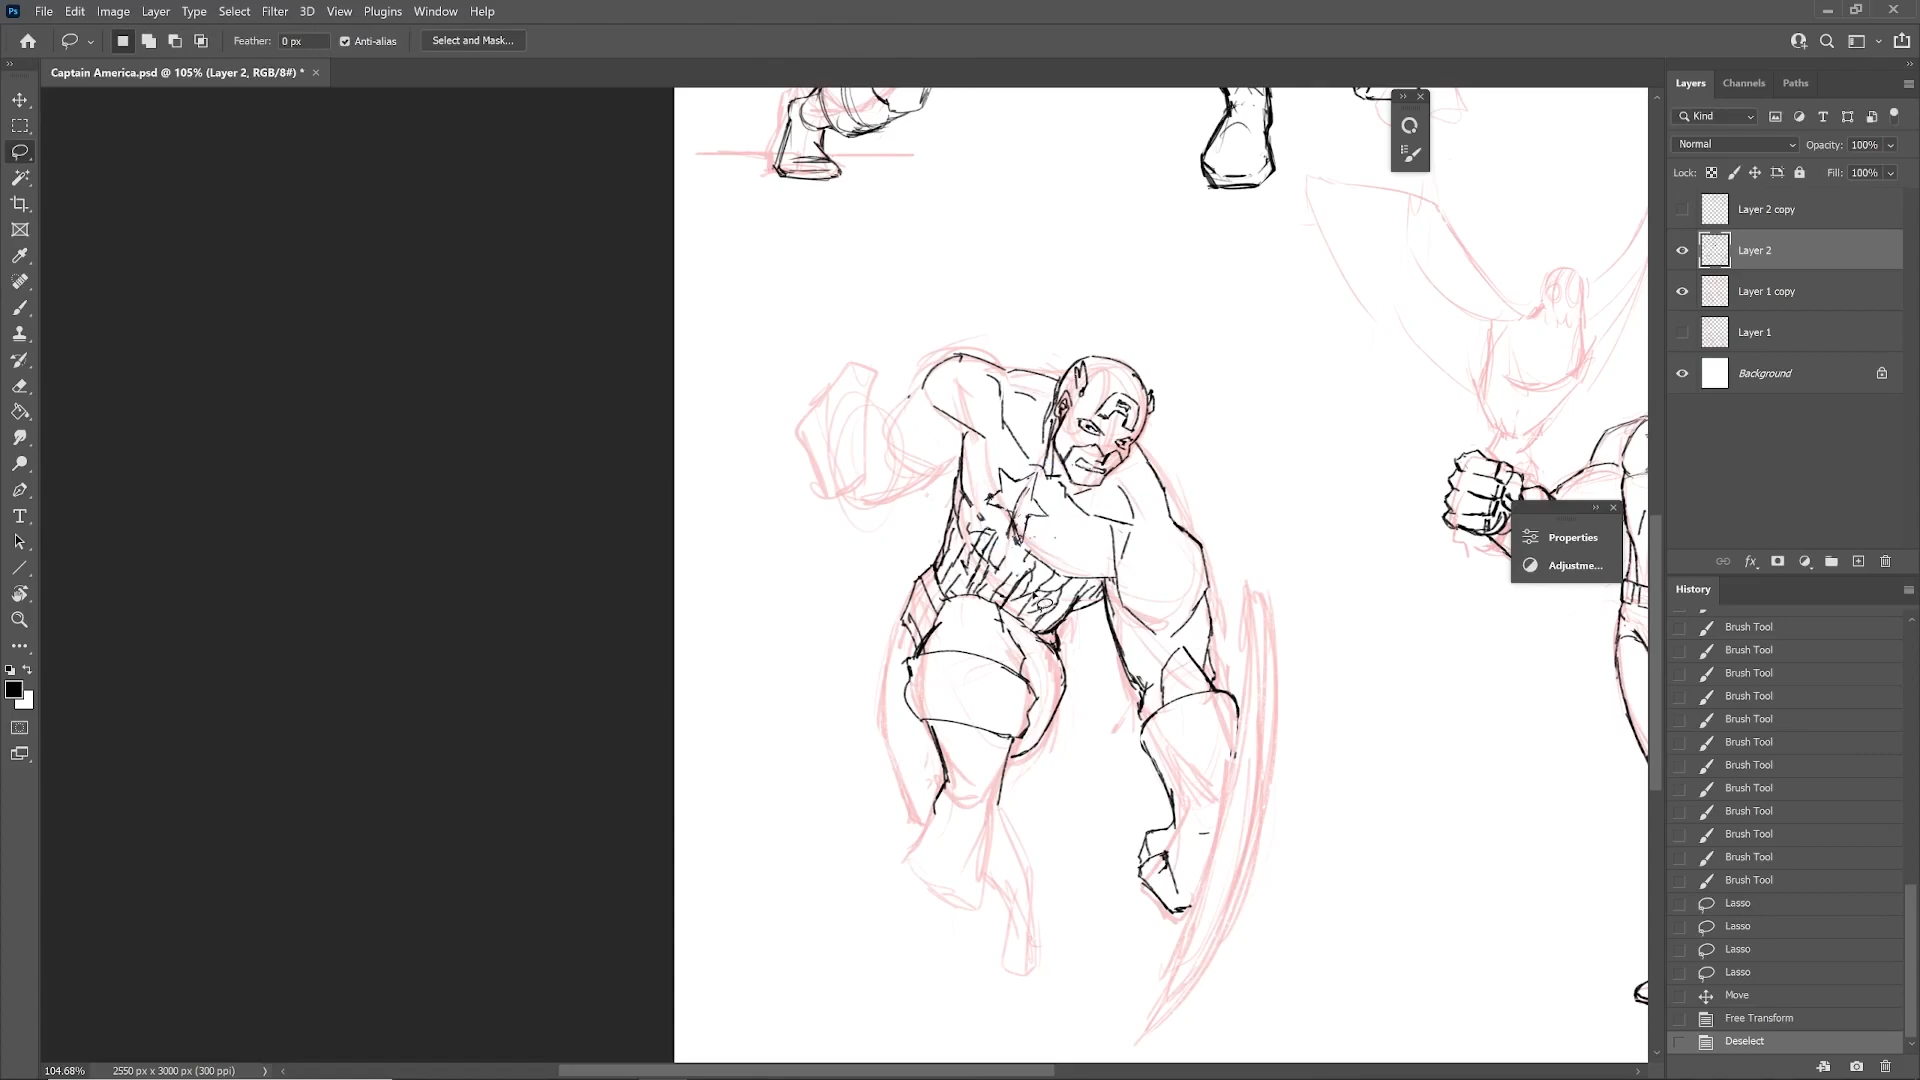 Ps File Edit Image Layer Type Select Filter 3D View Plugins Window Help
Feather: 0 px Anti-alias Select and Mask...
Captain America.psd @ 105% (Layer 2, RGB/8#) * ×
Layers Channels Paths
Kind
Normal Opacity: 100%
Lock: Fill: 100%
Layer 2 copy
Layer 2
Layer 1 copy
Layer 1
Background
Properties
Adjustme...
fx
History
Brush Tool
Brush Tool
Brush Tool
Brush Tool
Brush Tool
Brush Tool
Brush Tool
Brush Tool
Brush Tool
Brush Tool
Brush Tool
Brush Tool
Lasso
Lasso
Lasso
Lasso
Move
Free Transform
Deselect
104.68% 2550 px x 3000 px (300 ppi)